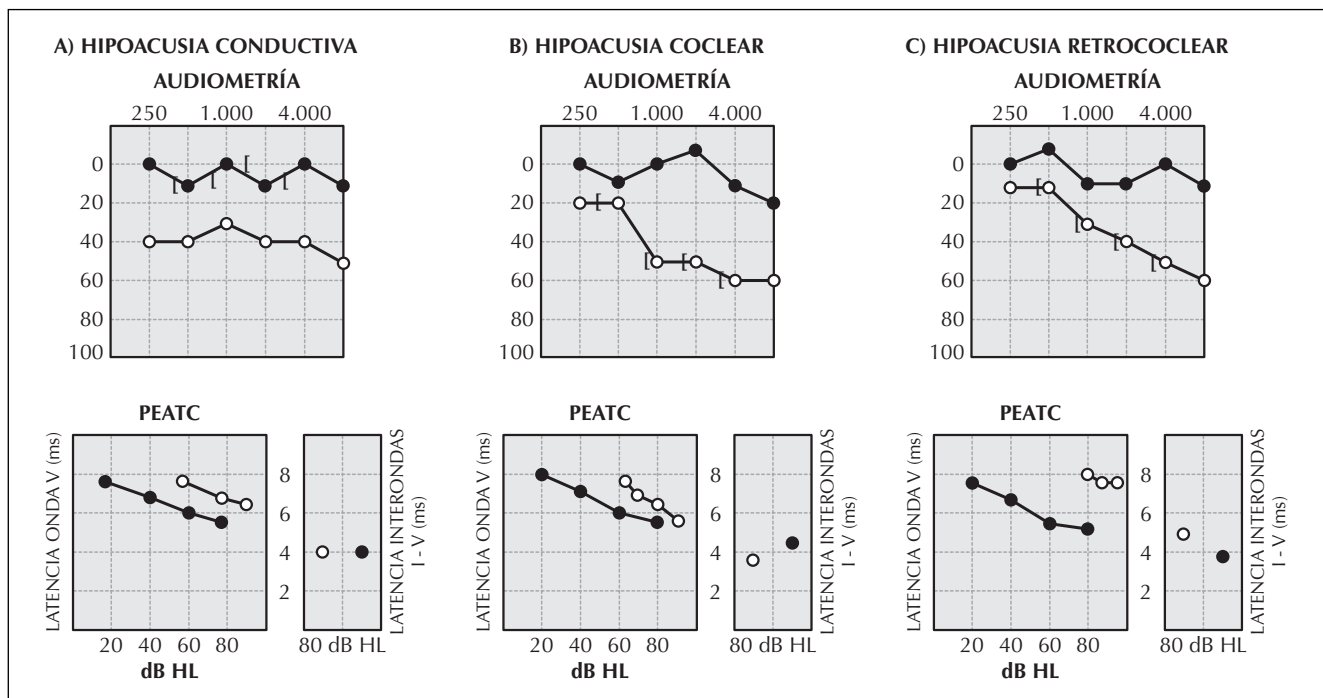 A) HIPOACUSIA CONDUCTIVA
AUDIOMETRÍA
250 1.000 4.000
0
20
40
60
80
100
PEATC
LATENCIA ONDA V (ms)
8
6
4
2
LATENCIA INTERONDAS
I - V (ms)
20 40 60 80
dB HL
80 dB HL
B) HIPOACUSIA COCLEAR
AUDIOMETRÍA
250 1.000 4.000
0
20
40
60
80
100
PEATC
LATENCIA ONDA V (ms)
8
6
4
2
LATENCIA INTERONDAS
I - V (ms)
20 40 60 80
dB HL
80 dB HL
C) HIPOACUSIA RETROCOCLEAR
AUDIOMETRÍA
250 1.000 4.000
0
20
40
60
80
100
PEATC
LATENCIA ONDA V (ms)
8
6
4
2
LATENCIA INTERONDAS
I - V (ms)
20 40 60 80
dB HL
80 dB HL